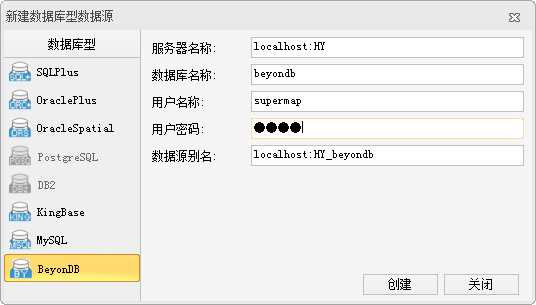 新建数据库型数据源
数据库型
SQL+ SQLPlus
ORC+ OraclePlus
ORS OracleSpatial
PGSQ PostgreSQL
DB2 DB2
KING KingBase
MSQL MySQL
BY BeyonDB
服务器名称: localhost:HY
数据库名称: beyondb
用户名称: supermap
用户密码: ●●●●
数据源别名: localhost:HY_beyondb
创建 关闭